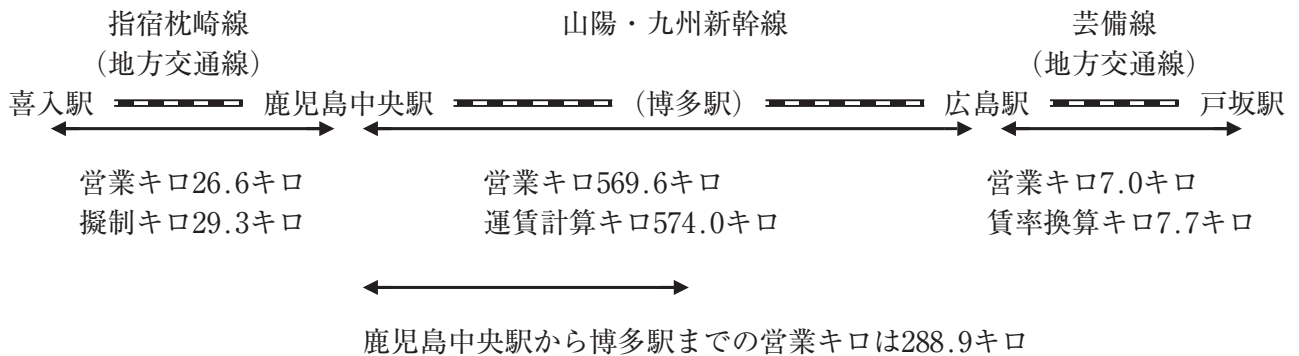 指宿枕崎線 山陽・九州新幹線 芸備線
(地方交通線) (地方交通線)
喜入駅 鹿児島中央駅 (博多駅) 広島駅 戸坂駅
営業キロ26.6キロ 営業キロ569.6キロ 営業キロ7.0キロ
擬制キロ29.3キロ 運賃計算キロ574.0キロ 賃率換算キロ7.7キロ
鹿児島中央駅から博多駅までの営業キロは288.9キロ